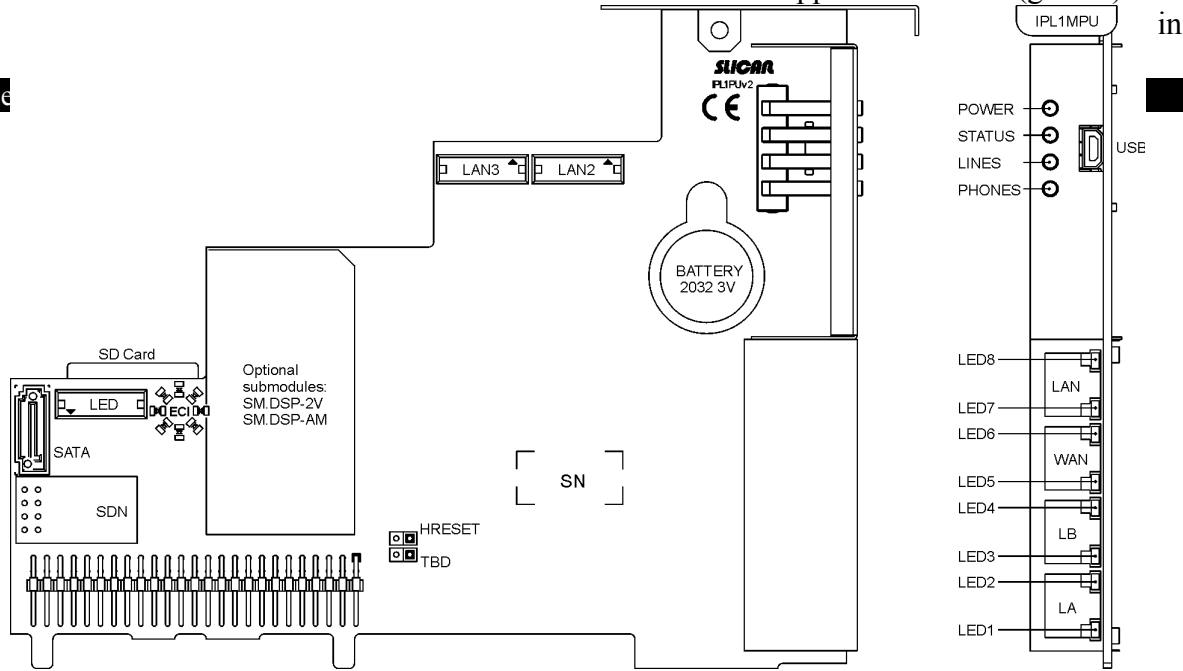 in
e
SLICAN
IPL1PUv2
CE
LAN3
LAN2
BATTERY
2032 3V
SD Card
Optional
submodules:
SM.DSP-2V
SM.DSP-AM
LED
ECI
SATA
SDN
SN
HRESET
TBD
IPL1MPU
POWER
STATUS
LINES
PHONES
USB
LED8
LAN
LED7
LED6
WAN
LED5
LED4
LB
LED3
LED2
LA
LED1